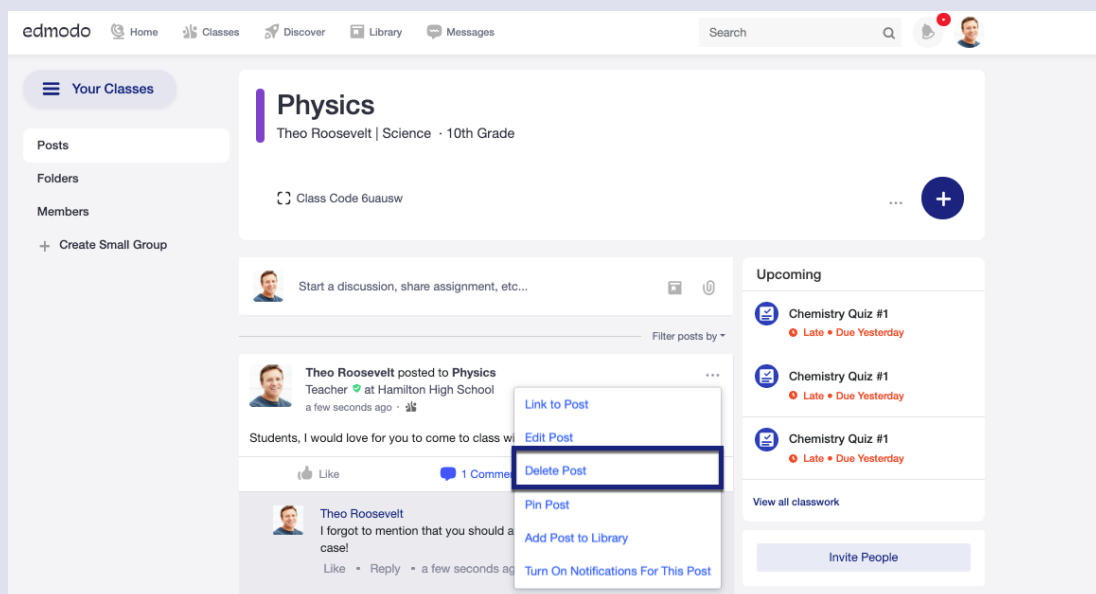 edmodo Home Classes Discover Library Messages Search
Your Classes
Posts
Folders
Members
+ Create Small Group
Physics
Theo Roosevelt | Science · 10th Grade
Class Code 6uausw
...
+
Start a discussion, share assignment, etc...
Filter posts by
Theo Roosevelt posted to Physics
Teacher at Hamilton High School
a few seconds ago ·
...
Students, I would love for you to come to class
Like 1
Theo Roosevelt
I forgot to mention that you should
case!
Like • Reply • a few seconds
Link to Post
Edit Post
Delete Post
Pin Post
Add Post to Library
Turn On Notifications For This Post
Upcoming
Chemistry Quiz #1
Late • Due Yesterday
Chemistry Quiz #1
Late • Due Yesterday
Chemistry Quiz #1
Late • Due Yesterday
View all classwork
Invite People